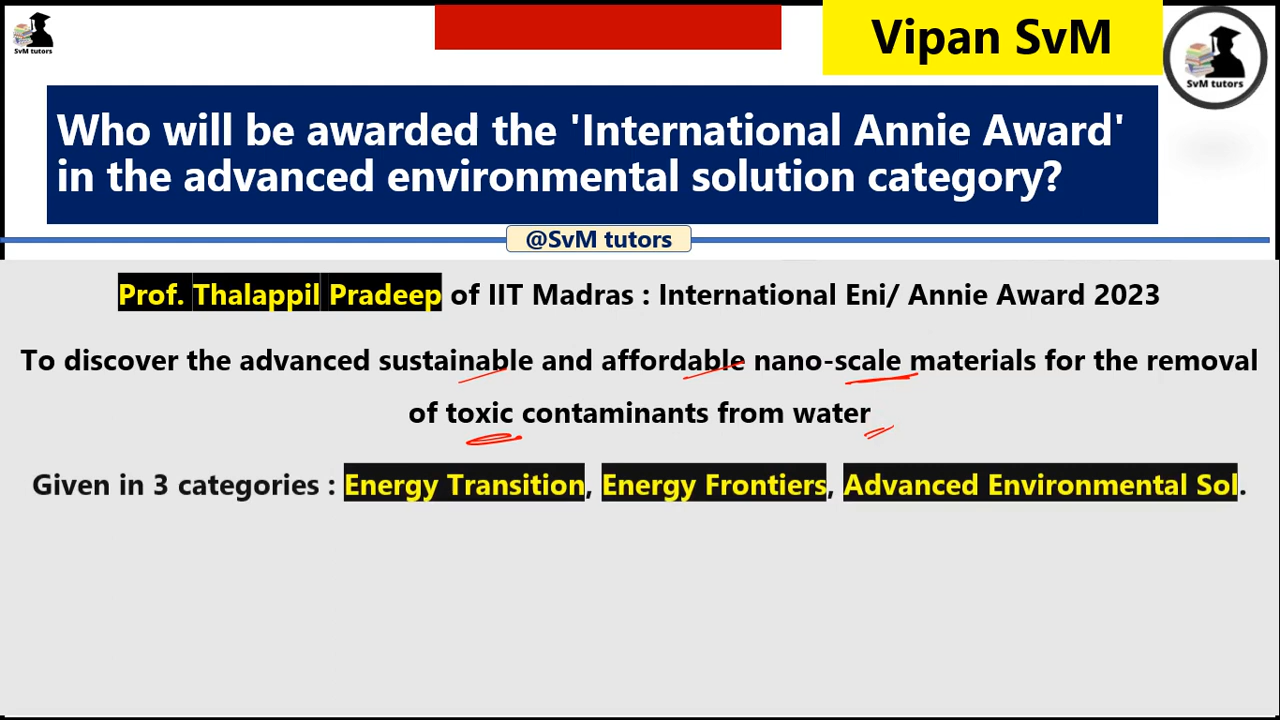 SvM tutors
Vipan SvM
SvM tutors
Who will be awarded the 'International Annie Award'
in the advanced environmental solution category?
@SvM tutors
Prof. Thalappil Pradeep of IIT Madras : International Eni/ Annie Award 2023
To discover the advanced sustainable and affordable nano-scale materials for the removal
of toxic contaminants from water
Given in 3 categories : Energy Transition, Energy Frontiers, Advanced Environmental Sol.